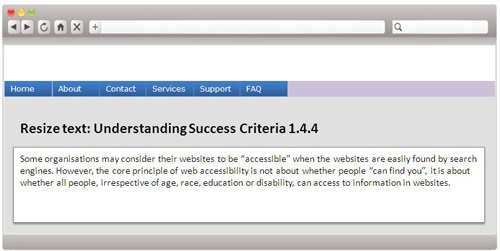 Home About Contact Services Support FAQ
Resize text: Understanding Success Criteria 1.4.4
Some organisations may consider their websites to be “accessible” when the websites are easily found by search
engines. However, the core principle of web accessibility is not about whether people “can find you”, it is about
whether all people, irrespective of age, race, education or disability, can access to information in websites.